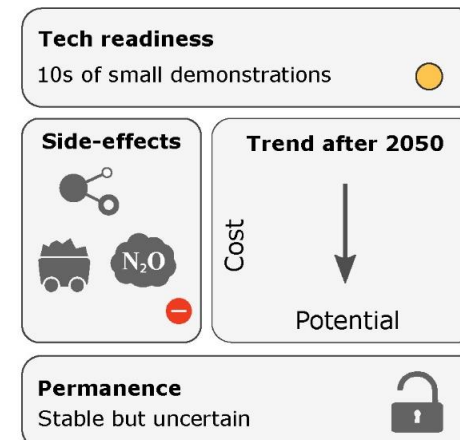 Tech readiness
10s of small demonstrations
Side-effects
N₂O
Trend after 2050
Cost
Potential
Permanence
Stable but uncertain